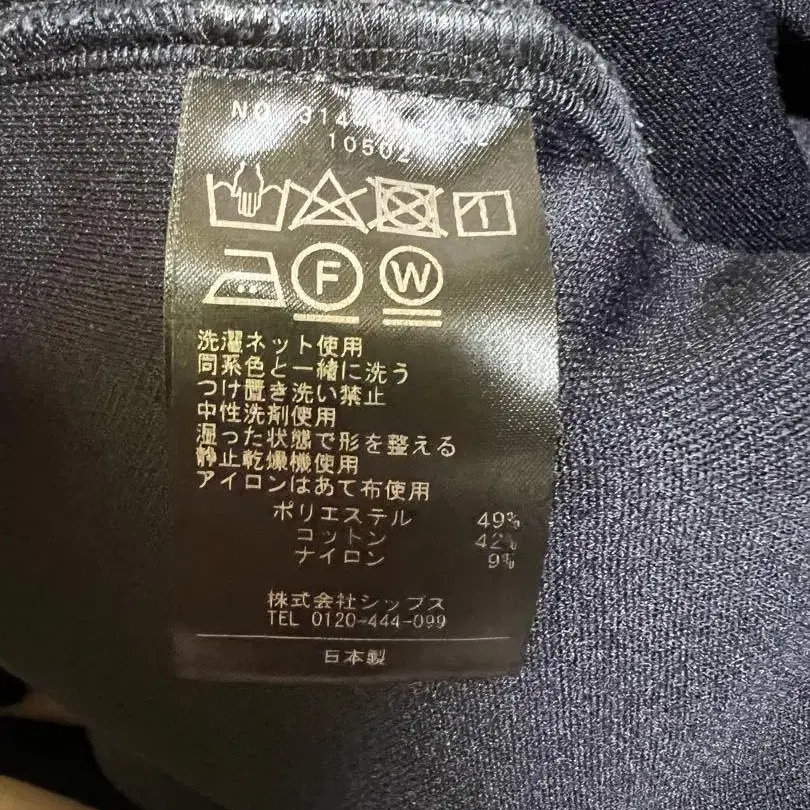 10502
F W
洗濯ネット使用
同系色と一緒に洗う
つけ置き洗い禁止
中性洗剤使用
湿った状態で形を整える
静止乾燥機使用
アイロンはあて布使用
ポリエステル 49%
コットン 42%
ナイロン 9%
株式会社シップス
TEL 0120-444-099
日本製